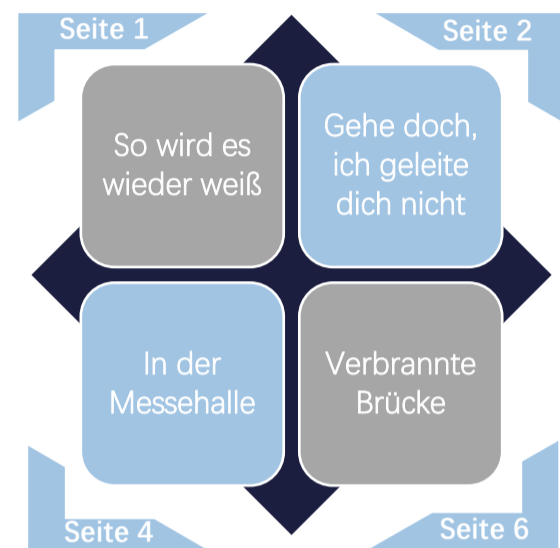 Seite 1
Seite 2
So wird es
wieder weiß
Gehe doch,
ich geleite
dich nicht
In der
Messehalle
Verbrannte
Brücke
Seite 4
Seite 6